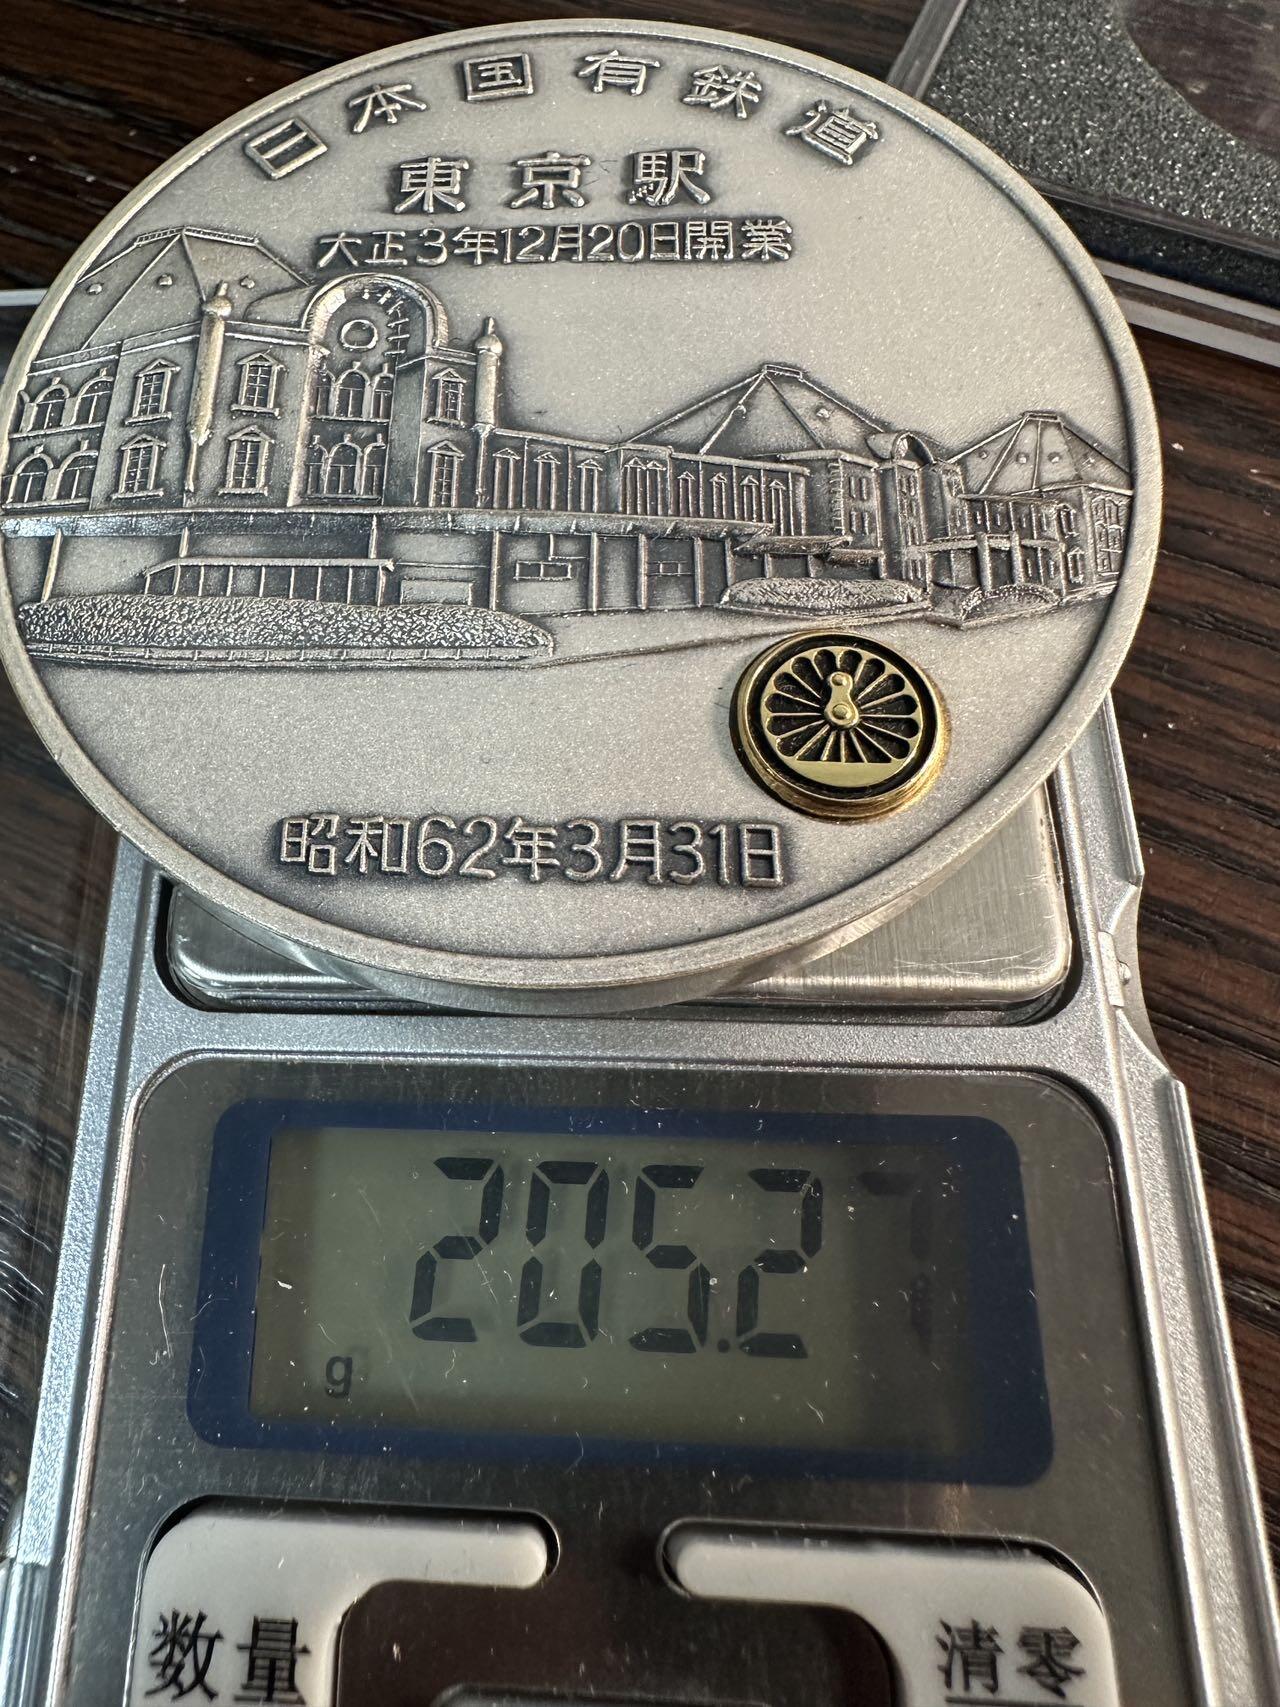 日本国有鉄道
東京駅
大正3年12月20日開業
昭和62年3月31日
205.27
g
数量
清零